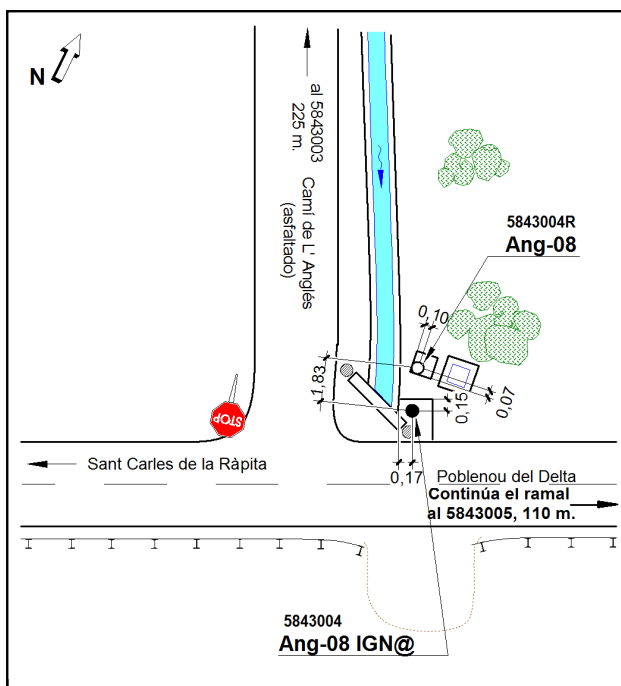 N
al 5843003
225 m.
Camí de L' Anglés
(asfaltado)
5843004R
Ang-08
0,10
1,83
0,15
0,07
STOP
0,17
Sant Carles de la Ràpita
Poblenou del Delta
Continúa el ramal
al 5843005, 110 m.
5843004
Ang-08 IGN@